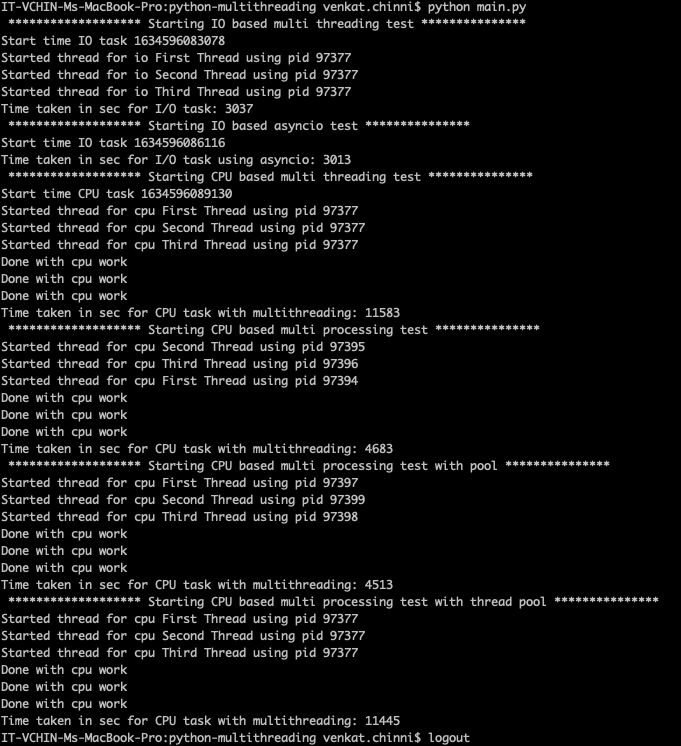 IT-VCHIN-Ms-MacBook-Pro:python-multithreading venkat.chinni$ python main.py
******************* Starting IO based multi threading test ***************
Start time IO task 1634596083078
Started thread for io First Thread using pid 97377
Started thread for io Second Thread using pid 97377
Started thread for io Third Thread using pid 97377
Time taken in sec for I/O task: 3037
******************* Starting IO based asyncio test ***************
Start time IO task 1634596086116
Time taken in sec for I/O task using asyncio: 3013
******************* Starting CPU based multi threading test ***************
Start time CPU task 1634596089130
Started thread for cpu First Thread using pid 97377
Started thread for cpu Second Thread using pid 97377
Started thread for cpu Third Thread using pid 97377
Done with cpu work
Done with cpu work
Done with cpu work
Time taken in sec for CPU task with multithreading: 11583
******************* Starting CPU based multi processing test ***************
Started thread for cpu Second Thread using pid 97395
Started thread for cpu Third Thread using pid 97396
Started thread for cpu First Thread using pid 97394
Done with cpu work
Done with cpu work
Done with cpu work
Time taken in sec for CPU task with multithreading: 4683
******************* Starting CPU based multi processing test with pool ***************
Started thread for cpu First Thread using pid 97397
Started thread for cpu Second Thread using pid 97399
Started thread for cpu Third Thread using pid 97398
Done with cpu work
Done with cpu work
Done with cpu work
Time taken in sec for CPU task with multithreading: 4513
******************* Starting CPU based multi processing test with thread pool ***************
Started thread for cpu First Thread using pid 97377
Started thread for cpu Second Thread using pid 97377
Started thread for cpu Third Thread using pid 97377
Done with cpu work
Done with cpu work
Done with cpu work
Time taken in sec for CPU task with multithreading: 11445
IT-VCHIN-Ms-MacBook-Pro:python-multithreading venkat.chinni$ logout